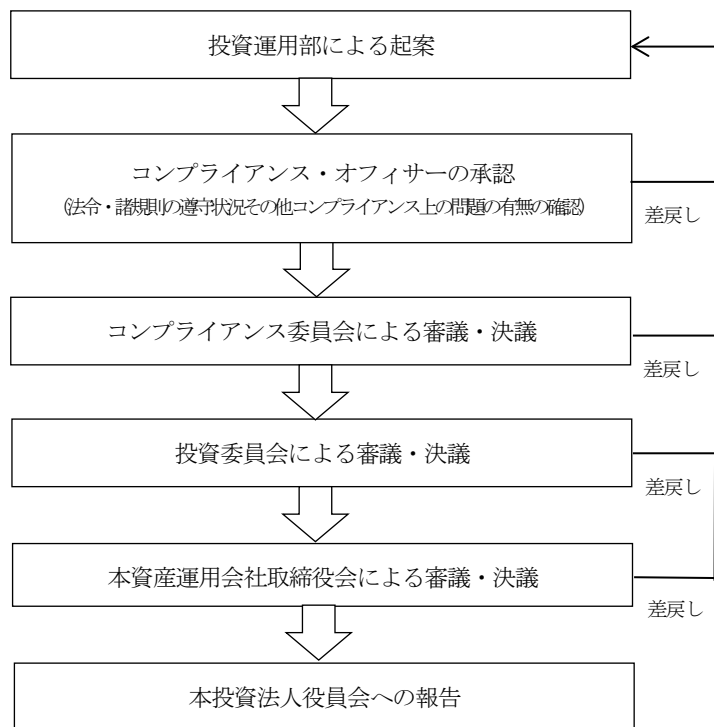 投資運用部による起案
コンプライアンス・オフィサーの承認
(法令・諸規則の遵守状況その他コンプライアンス上の問題の有無の確認)
差戻し
コンプライアンス委員会による審議・決議
差戻し
投資委員会による審議・決議
差戻し
本資産運用会社取締役会による審議・決議
差戻し
本投資法人役員会への報告